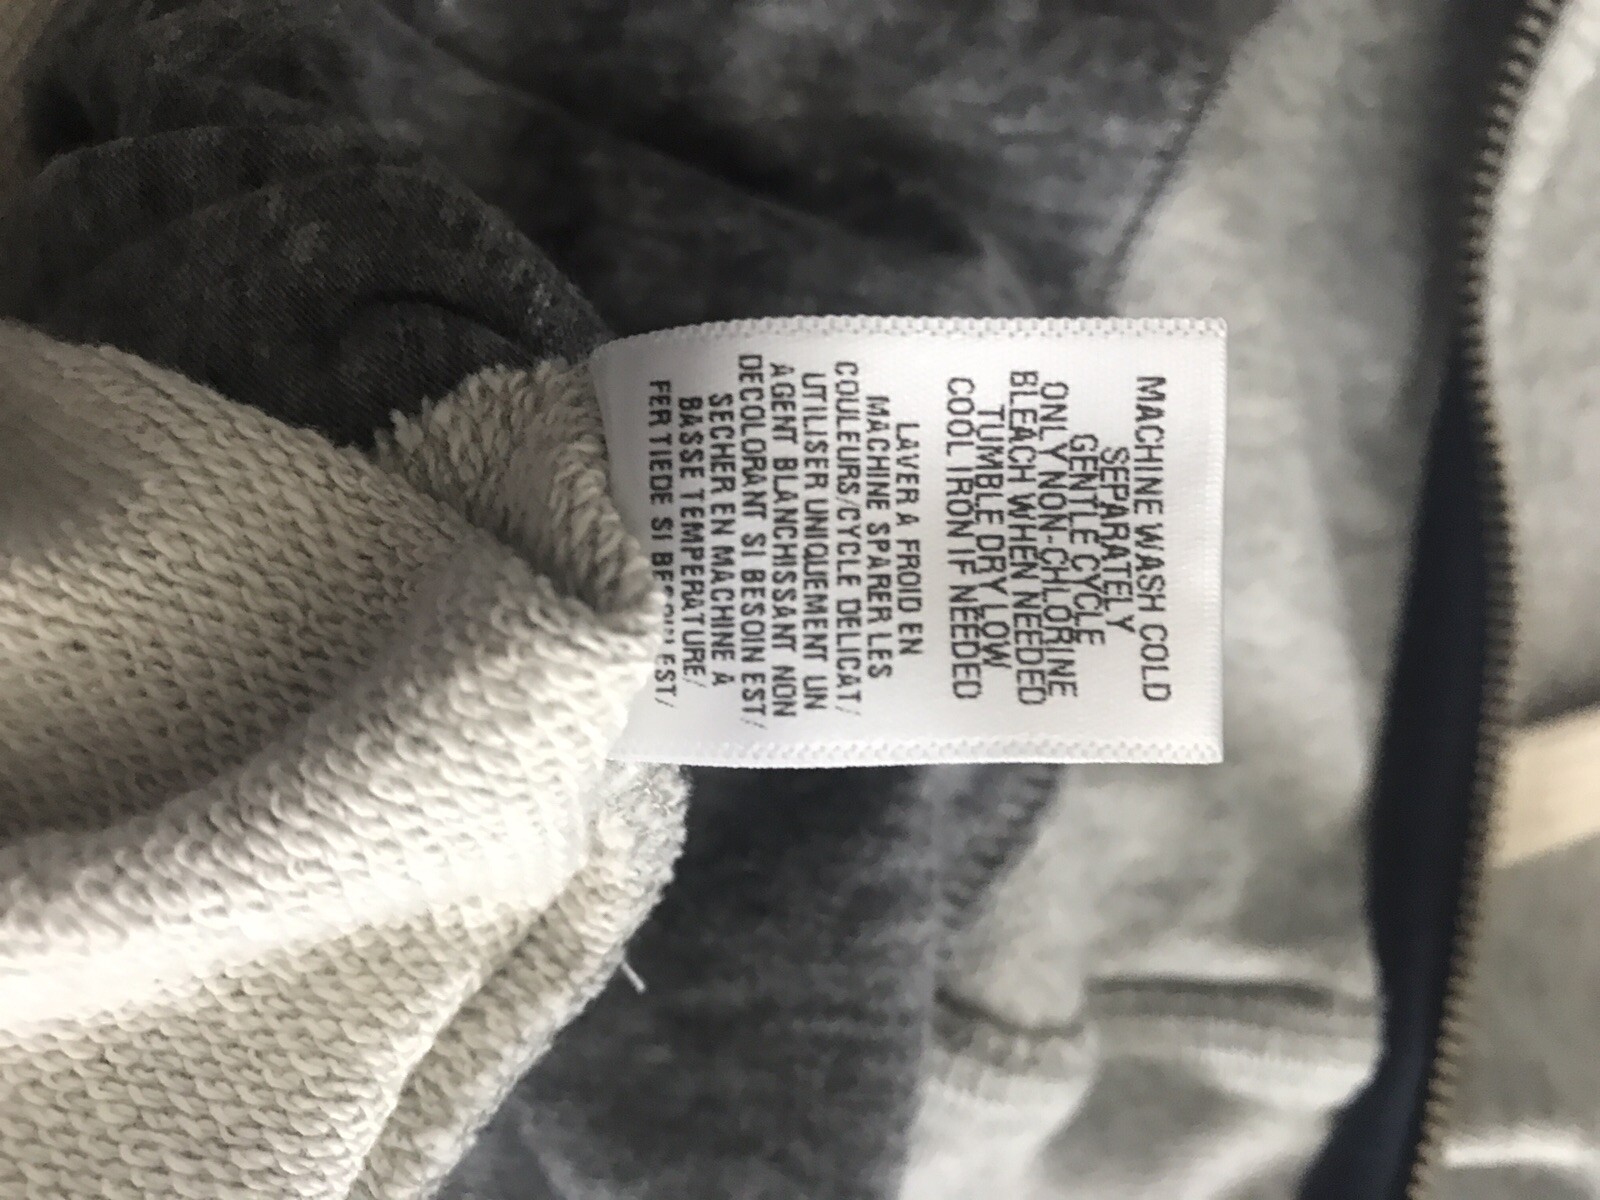 MACHINE WASH COLD
SEPARATELY
GENTLE CYCLE
ONLY NON-CHLORINE
BLEACH WHEN NEEDED
TUMBLE DRY LOW
COOL IRON IF NEEDED
LAVER A FROID EN
MACHINE SPARER LES
COULEURS/CYCLE DELICAT/
UTILISER UNIQUEMENT UN
AGENT BLANCHISSANT NON
DECOLORANT SI BESOIN EST/
SECHER EN MACHINE À
BASSE TEMPERATURE/
FER TIEDE SI BESOIN EST/